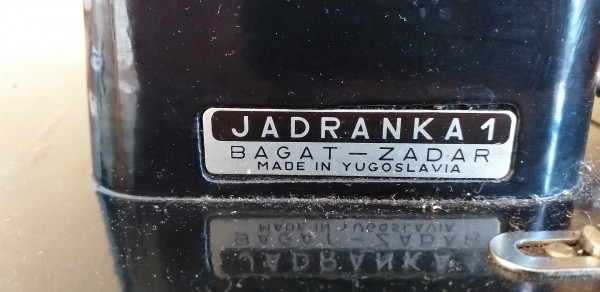 JADRANKA 1
BAGAT — ZADAR
MADE IN YUGOSLAVIA